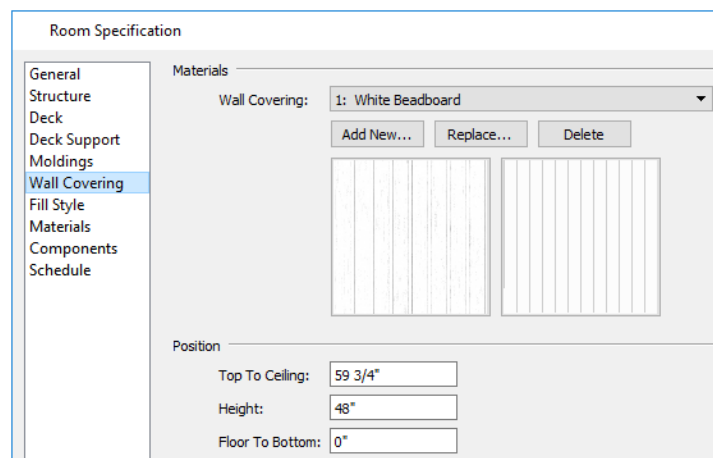 Room Specification
General
Structure
Deck
Deck Support
Moldings
Wall Covering
Fill Style
Materials
Components
Schedule
Materials
Wall Covering: 1: White Beadboard
Add New... Replace... Delete
Position
Top To Ceiling: 59 3/4"
Height: 48"
Floor To Bottom: 0"